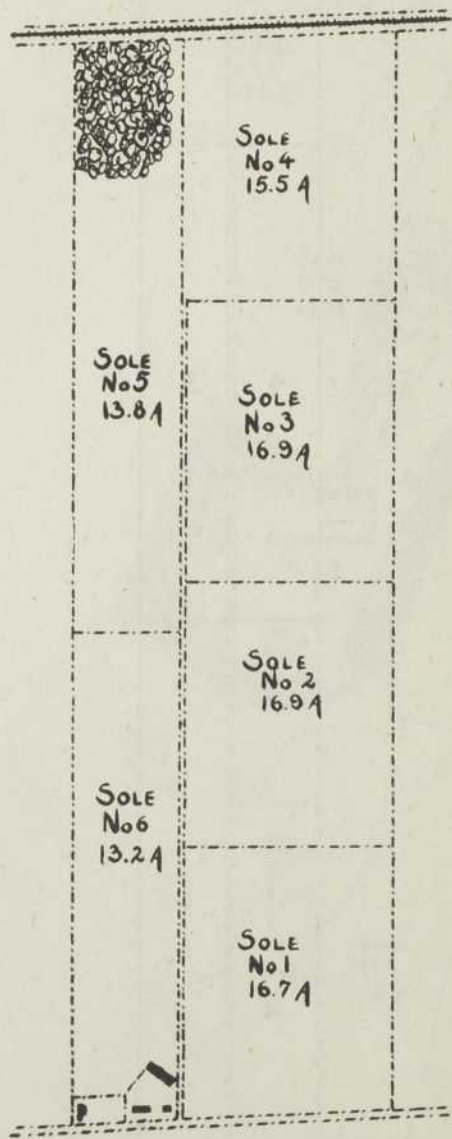 SOLE
No 4
15.5 A
SOLE
No 5
13.8 A
SOLE
No 3
16.9 A
SOLE
No 2
16.9 A
SOLE
No 6
13.2 A
SOLE
No 1
16.7 A